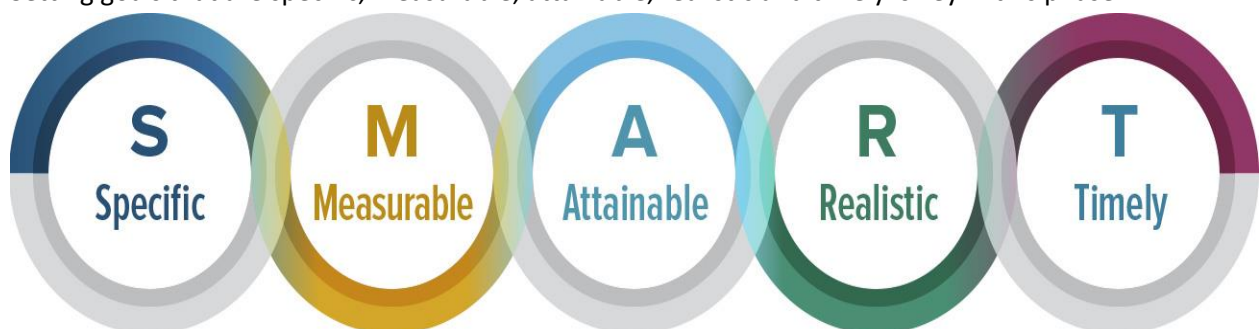 S
Specific
M
Measurable
A
Attainable
R
Realistic
T
Timely